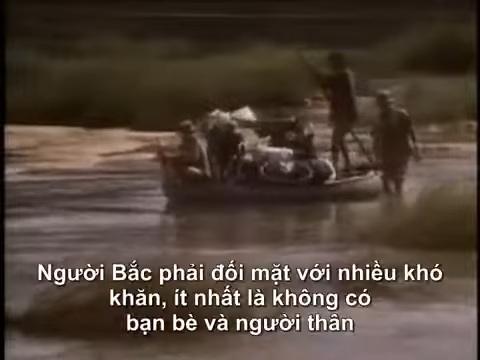 Người Bắc phải đối mặt với nhiều khó
khăn, ít nhất là không có
bạn bè và người thân